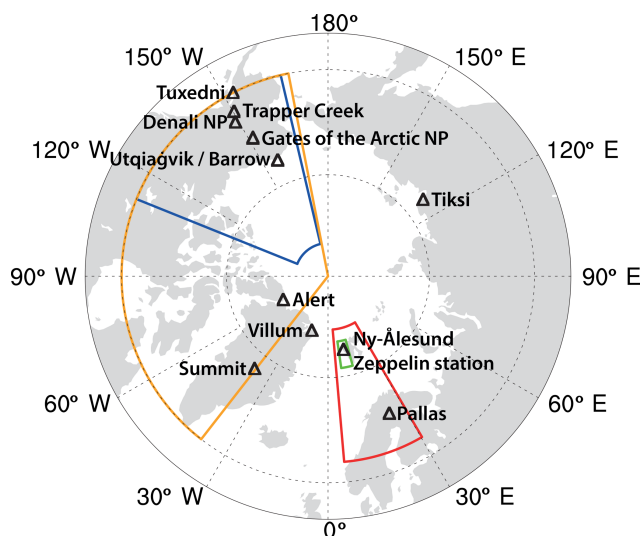 180°
150° W
150° E
Tuxedni
Trapper Creek
Denali NP
Gates of the Arctic NP
120° W
120° E
Utqiaġvik / Barrow
Tiksi
90° W
90° E
Alert
Villum
Ny-Ålesund
Zeppelin station
Summit
60° W
60° E
Pallas
30° W
30° E
0°